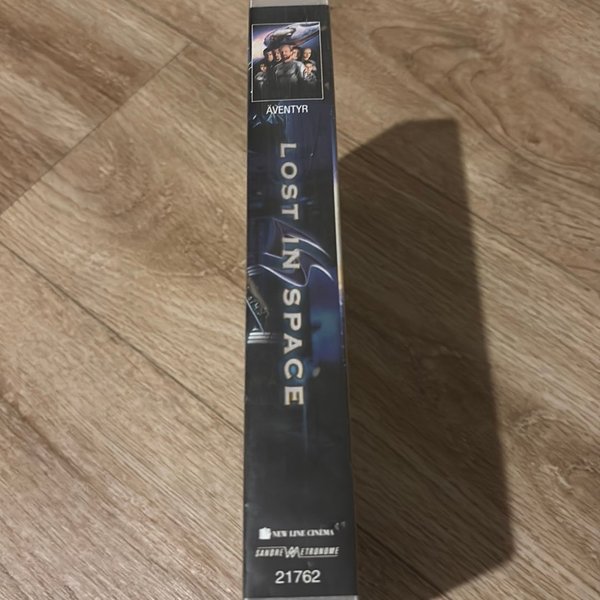 ÄVENTYR
LOST IN SPACE
NEW LINE CINEMA
SANDREW METRONOME
21762